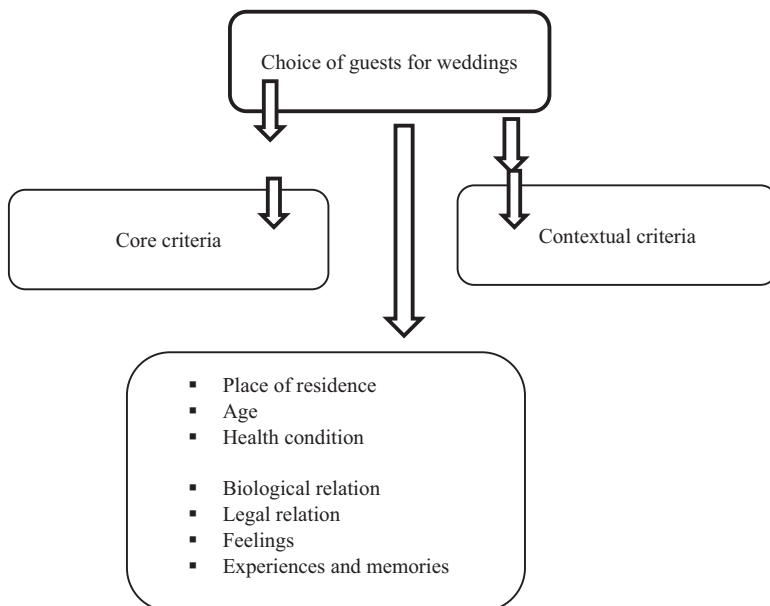 Choice of guests for weddings
Core criteria
Contextual criteria
▪ Place of residence
▪ Age
▪ Health condition
▪ Biological relation
▪ Legal relation
▪ Feelings
▪ Experiences and memories